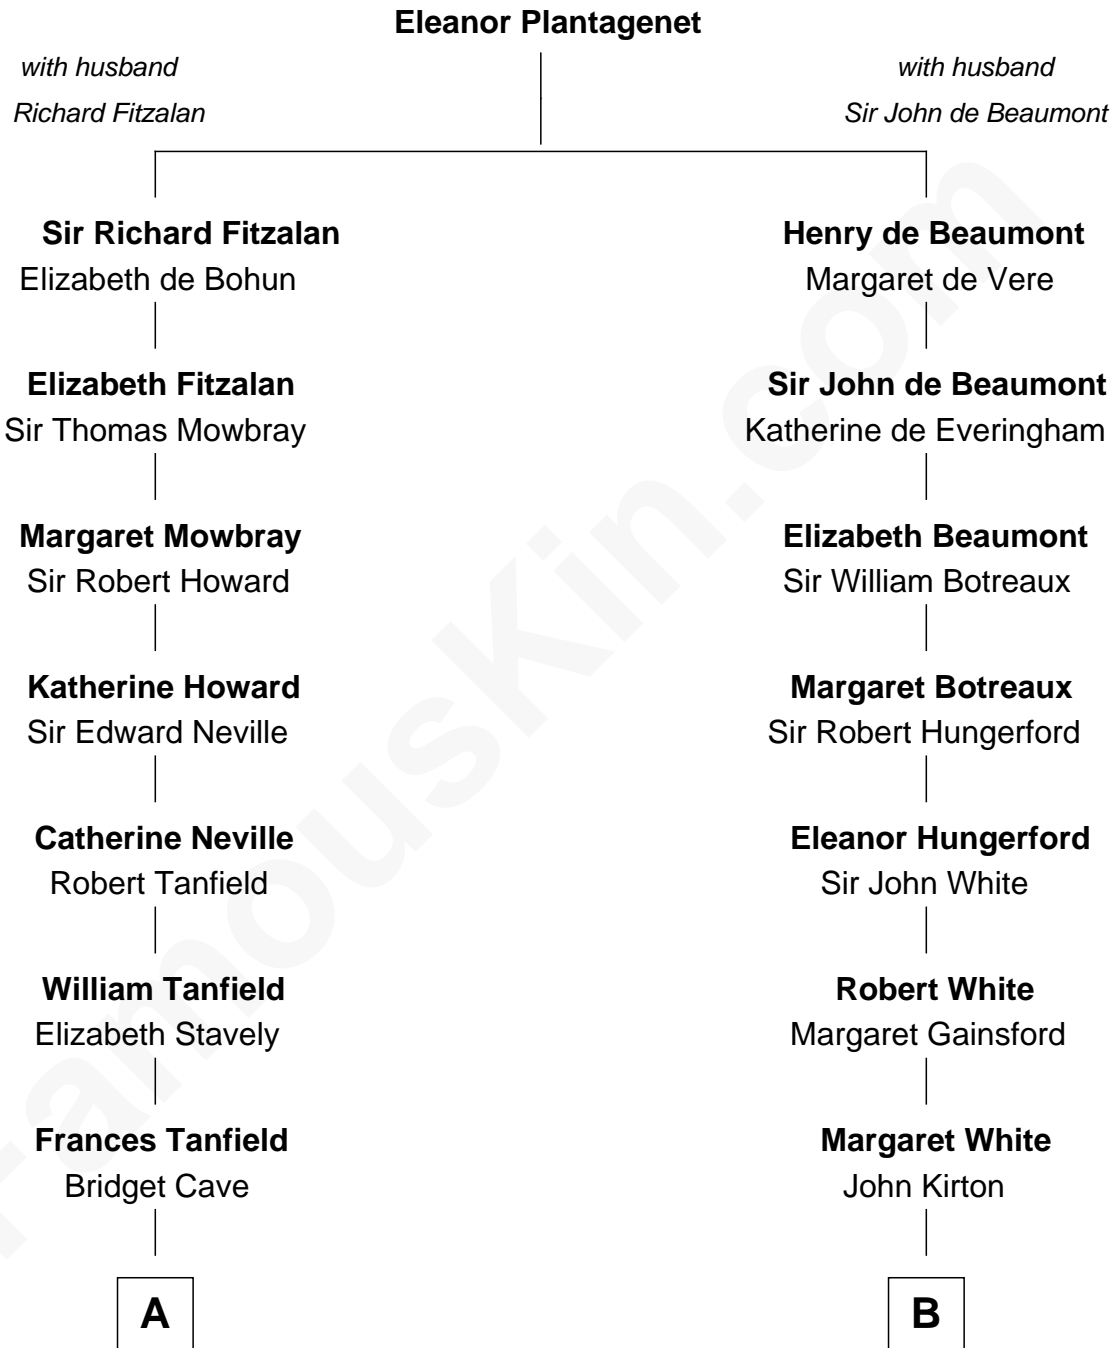 Eleanor Plantagenet
with husband
Richard Fitzalan
with husband
Sir John de Beaumont
Sir Richard Fitzalan
Elizabeth de Bohun
Henry de Beaumont
Margaret de Vere
Elizabeth Fitzalan
Sir Thomas Mowbray
Sir John de Beaumont
Katherine de Everingham
Margaret Mowbray
Sir Robert Howard
Elizabeth Beaumont
Sir William Botreaux
Katherine Howard
Sir Edward Neville
Margaret Botreaux
Sir Robert Hungerford
Catherine Neville
Robert Tanfield
Eleanor Hungerford
Sir John White
William Tanfield
Elizabeth Stavely
Robert White
Margaret Gainsford
Frances Tanfield
Bridget Cave
Margaret White
John Kirton
A
B
FamousKin.com